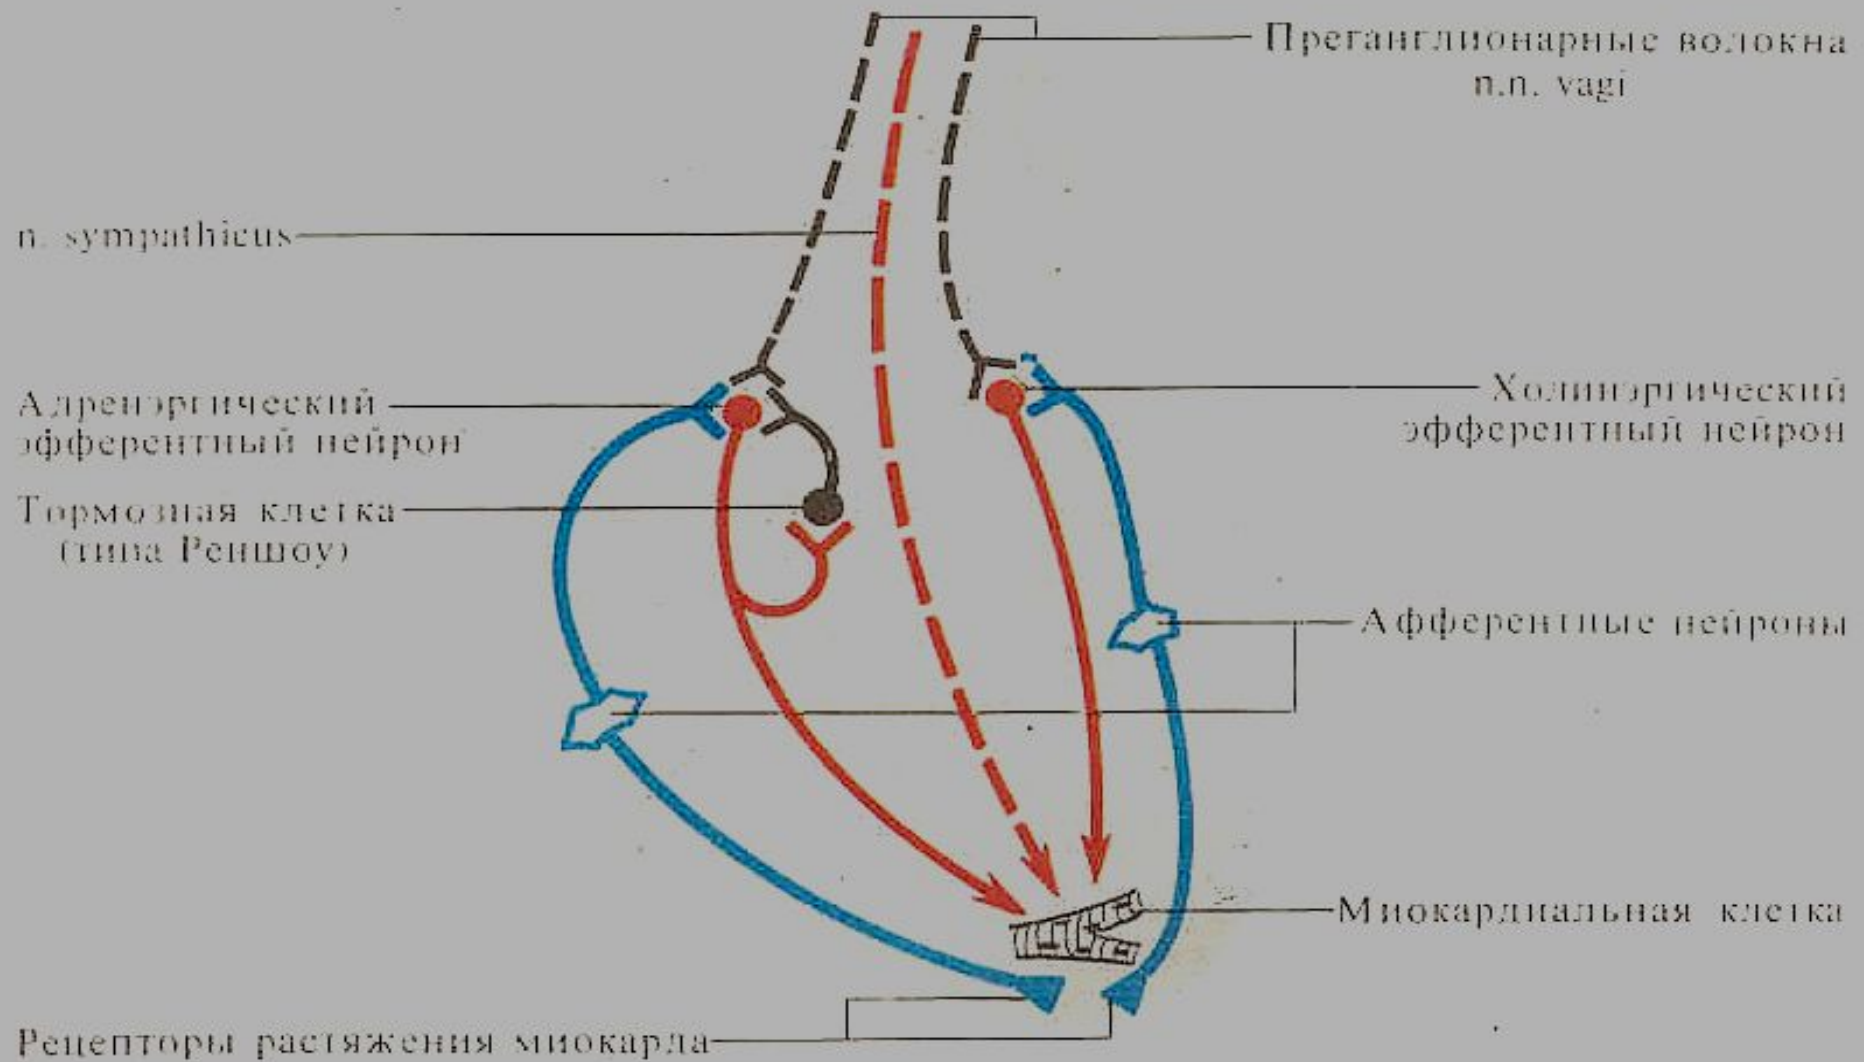 Преганглионарные волокна
n.n. vagi
n. sympathicus
Адренэргический
эфферентный нейрон
Холинэргический
эфферентный нейрон
Тормозная клетка
(типа Реншоу)
Афферентные нейроны
Миокардиальная клетка
Рецепторы растяжения миокарда